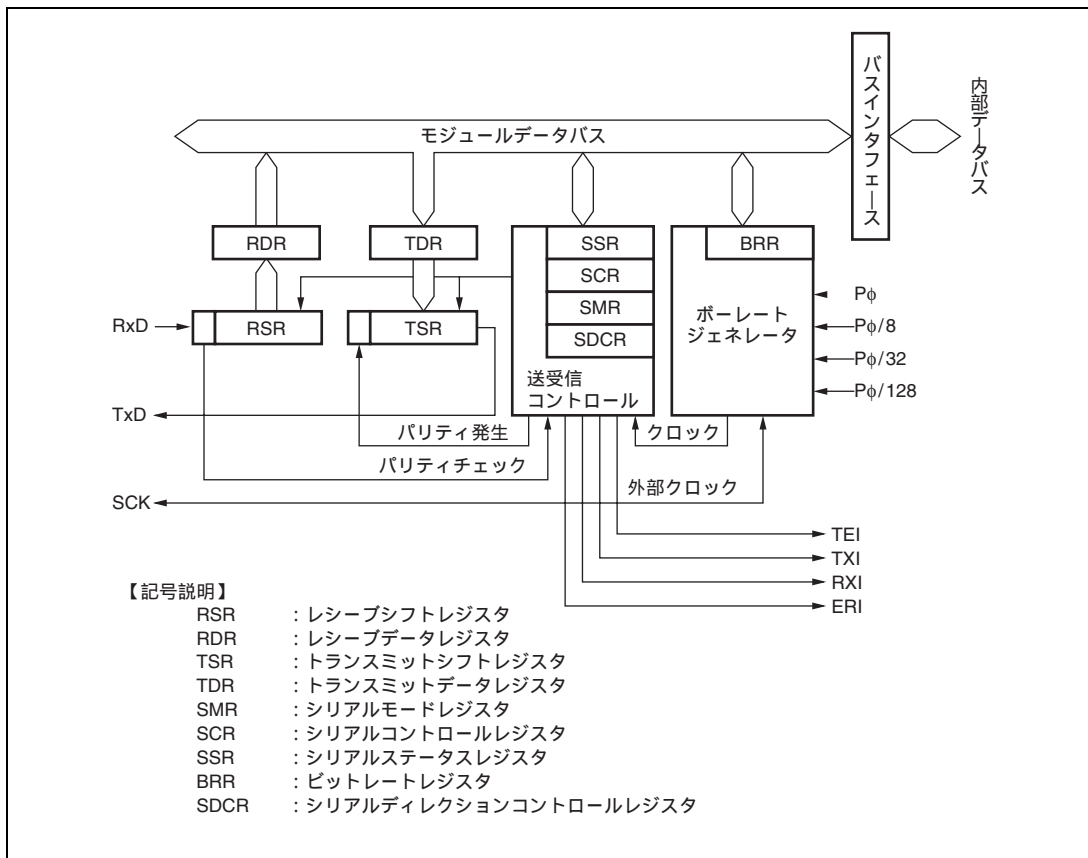 バスインタフェース
内部データバス
モジュールデータバス
RDR
TDR
SSR
BRR
SCR
SMR
SDCR
RxD
RSR
TSR
ボーレート
ジェネレータ
Pφ
Pφ/8
Pφ/32
Pφ/128
送受信
コントロール
TxD
パリティ発生
クロック
パリティチェック
SCK
外部クロック
TEI
TXI
RXI
ERI
【記号説明】
RSR :レシーブシフトレジスタ
RDR :レシーブデータレジスタ
TSR :トランスミットシフトレジスタ
TDR :トランスミットデータレジスタ
SMR :シリアルモードレジスタ
SCR :シリアルコントロールレジスタ
SSR :シリアルステータスレジスタ
BRR :ビットレートレジスタ
SDCR :シリアルディレクションコントロールレジスタ